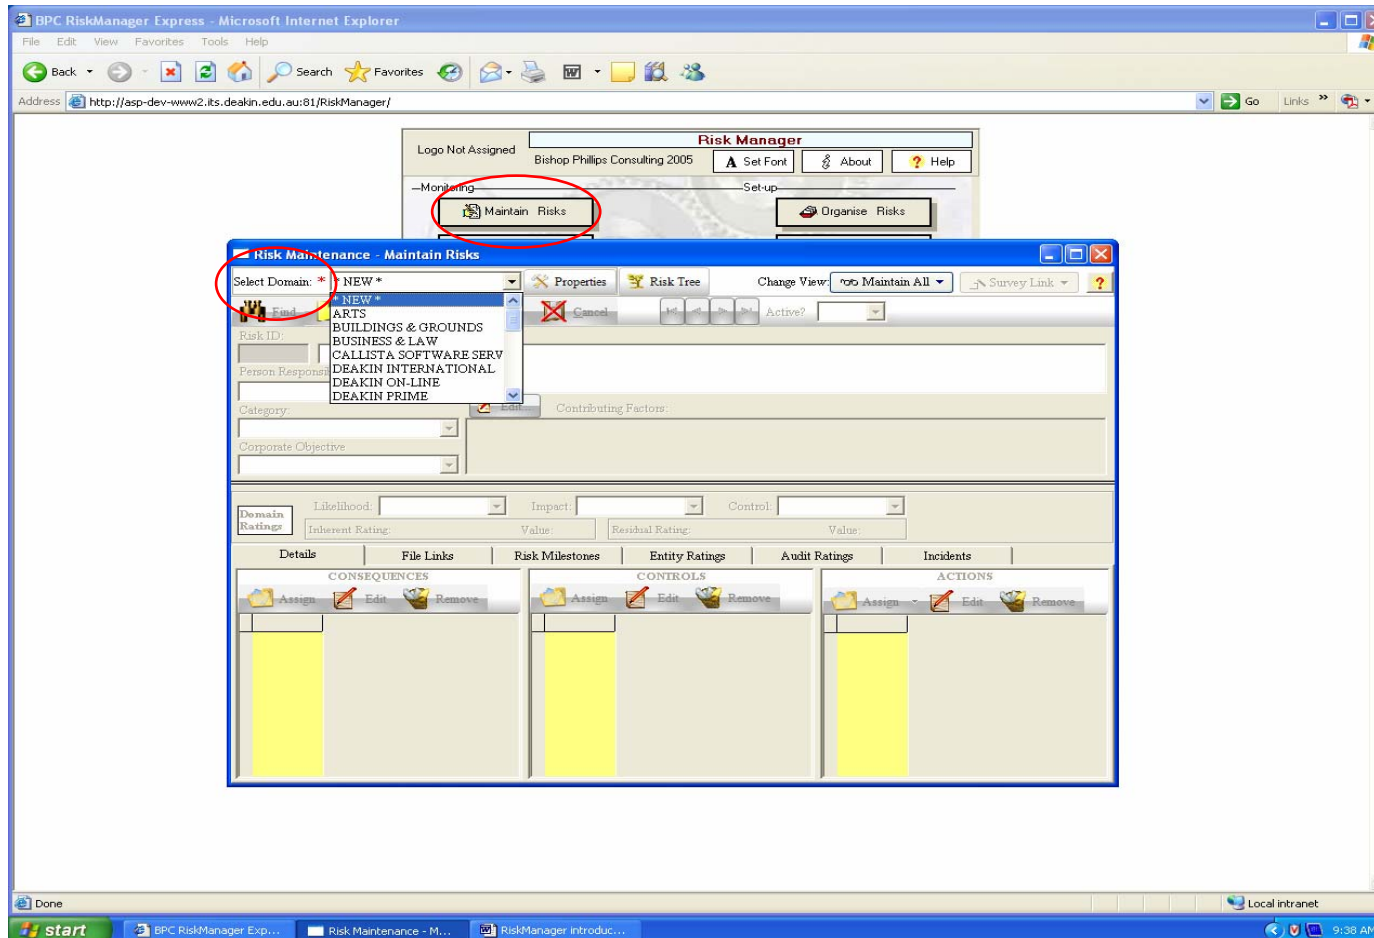 BPC RiskManager Express - Microsoft Internet Explorer
File Edit View Favorites Tools Help
Back Search Favorites
Address http://asp-dev-www2.its.deakin.edu.au:81/RiskManager/ Go Links »
Risk Manager
Logo Not Assigned Bishop Phillips Consulting 2005 A Set Font About ? Help
Monitoring Set-up
Maintain Risks Organise Risks
Risk Maintenance - Maintain Risks
Select Domain: * * NEW * Properties Risk Tree Change View: Maintain All Survey Link ?
* NEW *
ARTS
BUILDINGS & GROUNDS
BUSINESS & LAW
CALLISTA SOFTWARE SERV
DEAKIN INTERNATIONAL
DEAKIN ON-LINE
DEAKIN PRIME
Find Cancel Active?
Risk ID:
Person Responsi
Category: Edit Contributing Factors:
Corporate Objective
Domain Ratings Likelihood: Impact: Control:
Inherent Rating: Value: Residual Rating: Value:
Details File Links Risk Milestones Entity Ratings Audit Ratings Incidents
CONSEQUENCES CONTROLS ACTIONS
Assign Edit Remove Assign Edit Remove Assign Edit Remove
Done Local intranet
start BPC RiskManager Exp... Risk Maintenance - M... RiskManager introduc... 9:38 AM